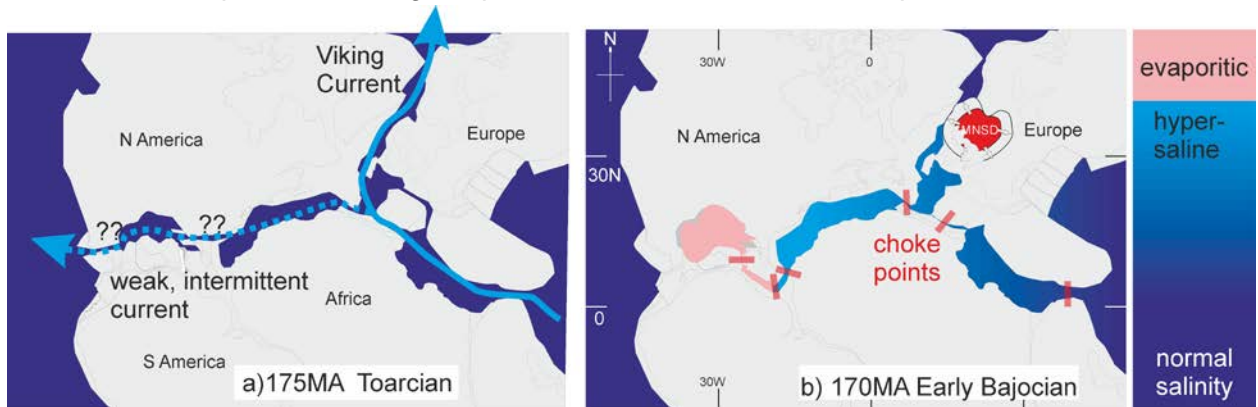 Viking
Current
N America
Europe
??
??
weak, intermittent
current
Africa
S America
a)175MA Toarcian
N
30W
0
N America
MNSD
Europe
30N
choke
points
0
30W
b) 170MA Early Bajocian
evaporitic
hyper-
saline
normal
salinity